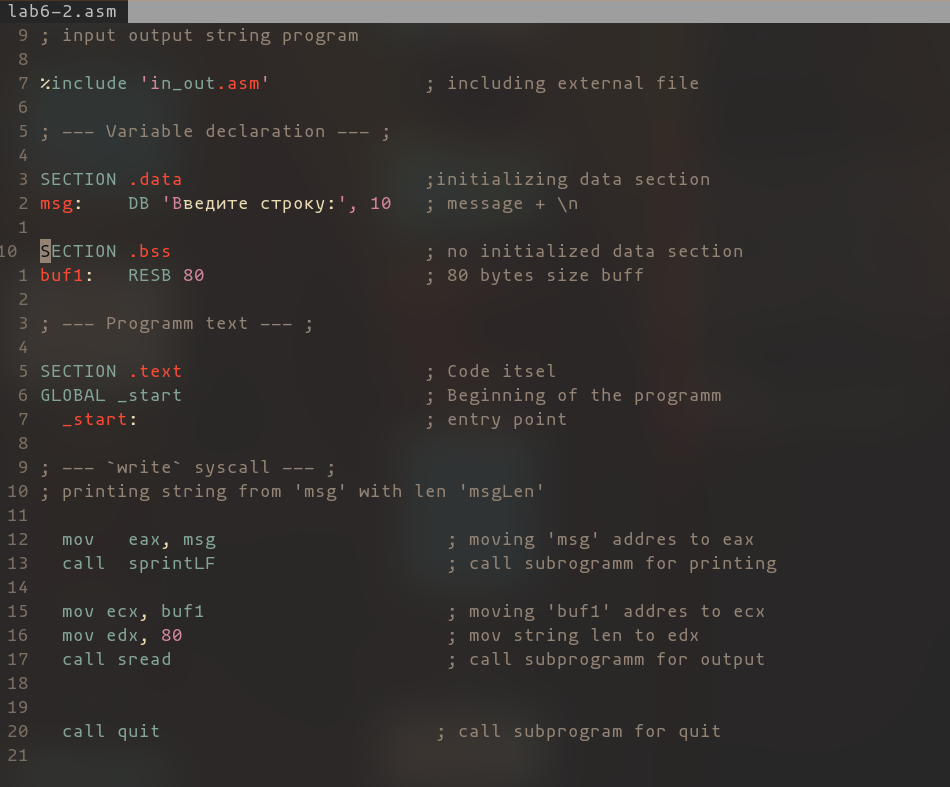 lab6-2.asm
9 ; input output string program
8
7 %include 'in_out.asm' ; including external file
6
5 ; --- Variable declaration --- ;
4
3 SECTION .data ;initializing data section
2 msg: DB 'Введите строку:', 10 ; message + \n
1
10 SECTION .bss ; no initialized data section
1 buf1: RESB 80 ; 80 bytes size buff
2
3 ; --- Programm text --- ;
4
5 SECTION .text ; Code itsel
6 GLOBAL _start ; Beginning of the programm
7 _start: ; entry point
8
9 ; --- `write` syscall --- ;
10 ; printing string from 'msg' with len 'msgLen'
11
12 mov eax, msg ; moving 'msg' addres to eax
13 call sprintLF ; call subrogramm for printing
14
15 mov ecx, buf1 ; moving 'buf1' addres to ecx
16 mov edx, 80 ; mov string len to edx
17 call sread ; call subprogramm for output
18
19
20 call quit ; call subprogram for quit
21